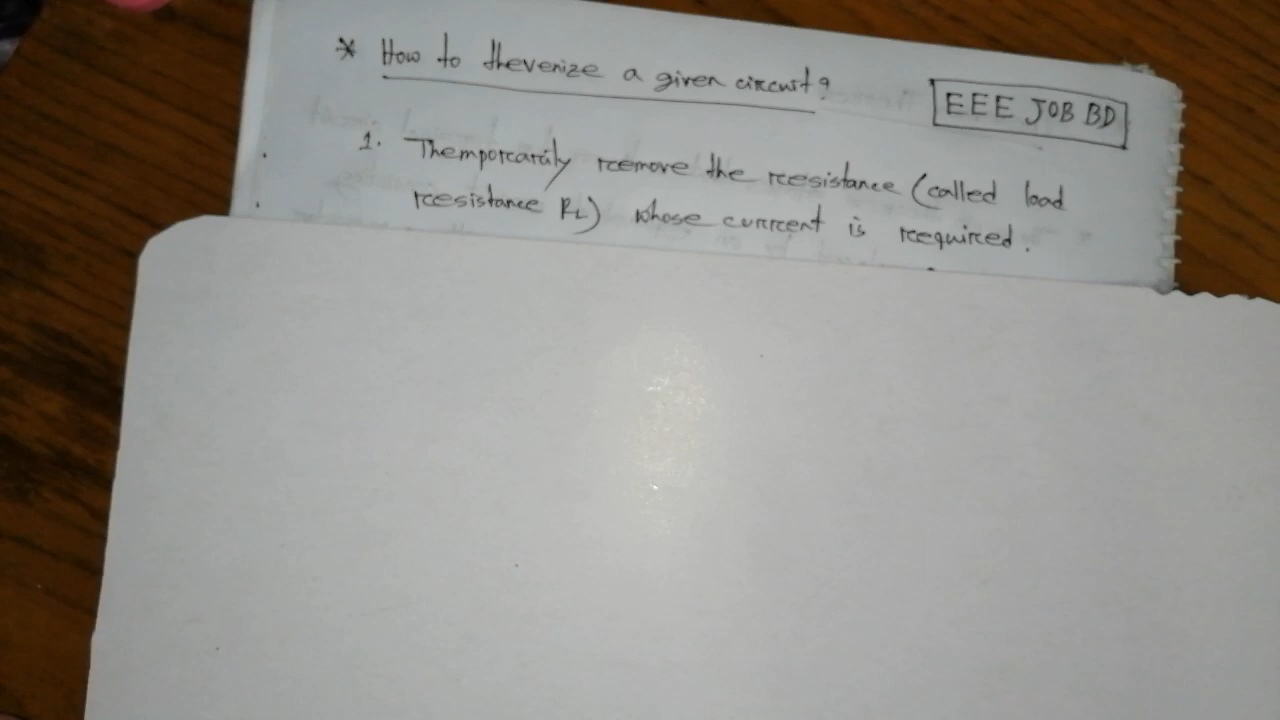 * How to thevenize a given circuit?
EEE JOB BD
1. Themporarily remove the resistance (called load
resistance RL) whose current is required.